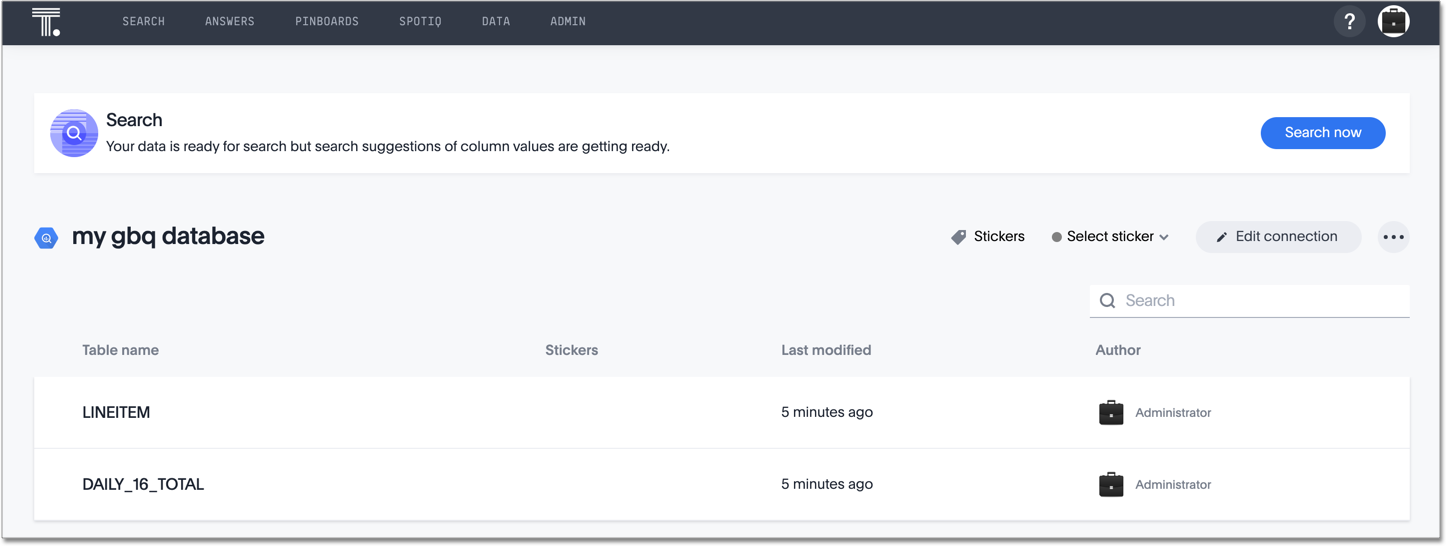 T.
SEARCH ANSWERS PINBOARDS SPOTIQ DATA ADMIN ?
Search
Your data is ready for search but search suggestions of column values are getting ready.
Search now
my gbq database Stickers Select sticker Edit connection
Search
Table name Stickers Last modified Author
LINEITEM 5 minutes ago Administrator
DAILY_16_TOTAL 5 minutes ago Administrator